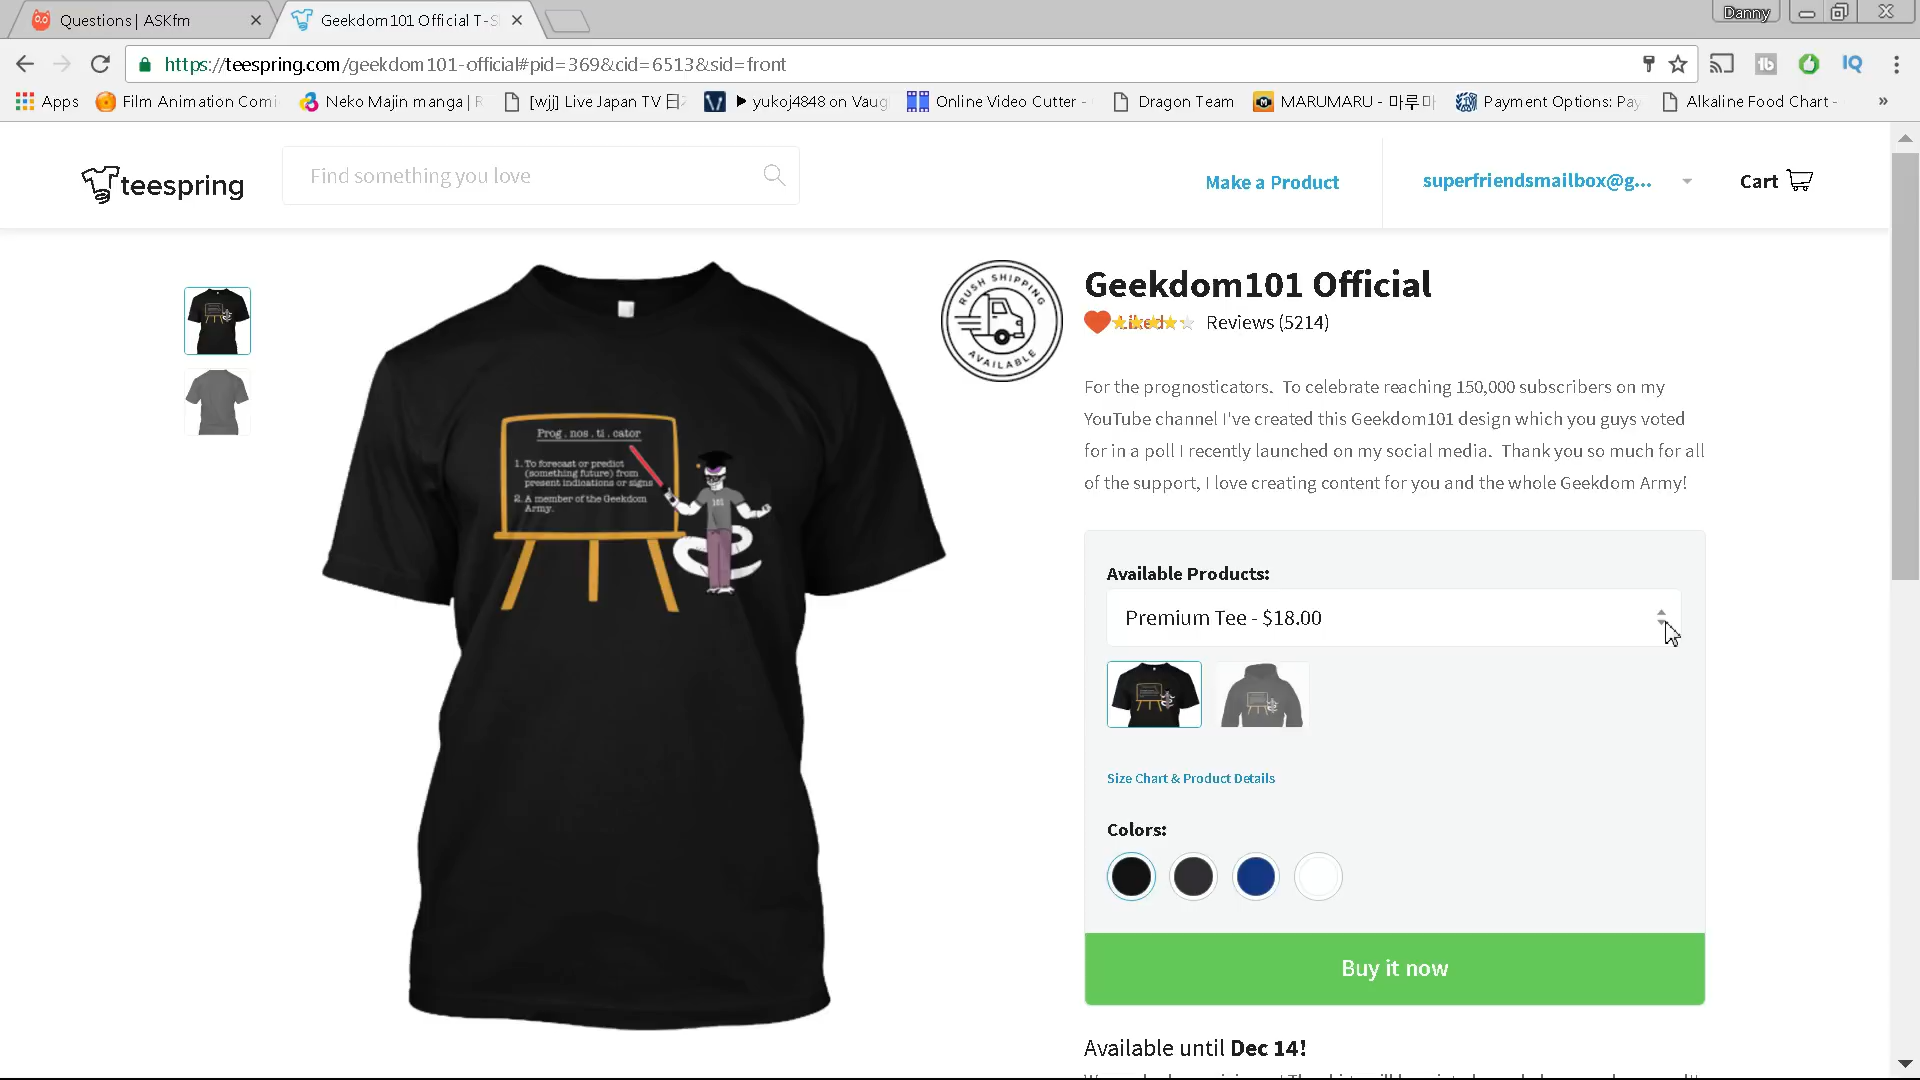 Questions | ASKfm
Geekdom101 Official T-S
Danny
https://teespring.com/geekdom101-official#pid=369&cid=6513&sid=front
Apps
Film Animation Comi
Neko Majin manga | R
[wjj] Live Japan TV 日
▶ yukoj4848 on Vaug
Online Video Cutter -
Dragon Team
MARUMARU - 마루마
Payment Options: Pay
Alkaline Food Chart -
»
teespring
Find something you love
Make a Product
superfriendsmailbox@g...
Cart
RUSH SHIPPING
AVAILABLE
Geekdom101 Official
Liked
Reviews (5214)
For the prognosticators. To celebrate reaching 150,000 subscribers on my
YouTube channel I've created this Geekdom101 design which you guys voted
for in a poll I recently launched on my social media. Thank you so much for all
of the support, I love creating content for you and the whole Geekdom Army!
Prog . nos . ti . cator
1. To forecast or predict
(something future) from
present indications or signs
2. A member of the Geekdom
Army.
101
Available Products:
Premium Tee - $18.00
Size Chart & Product Details
Colors:
Buy it now
Available until Dec 14!